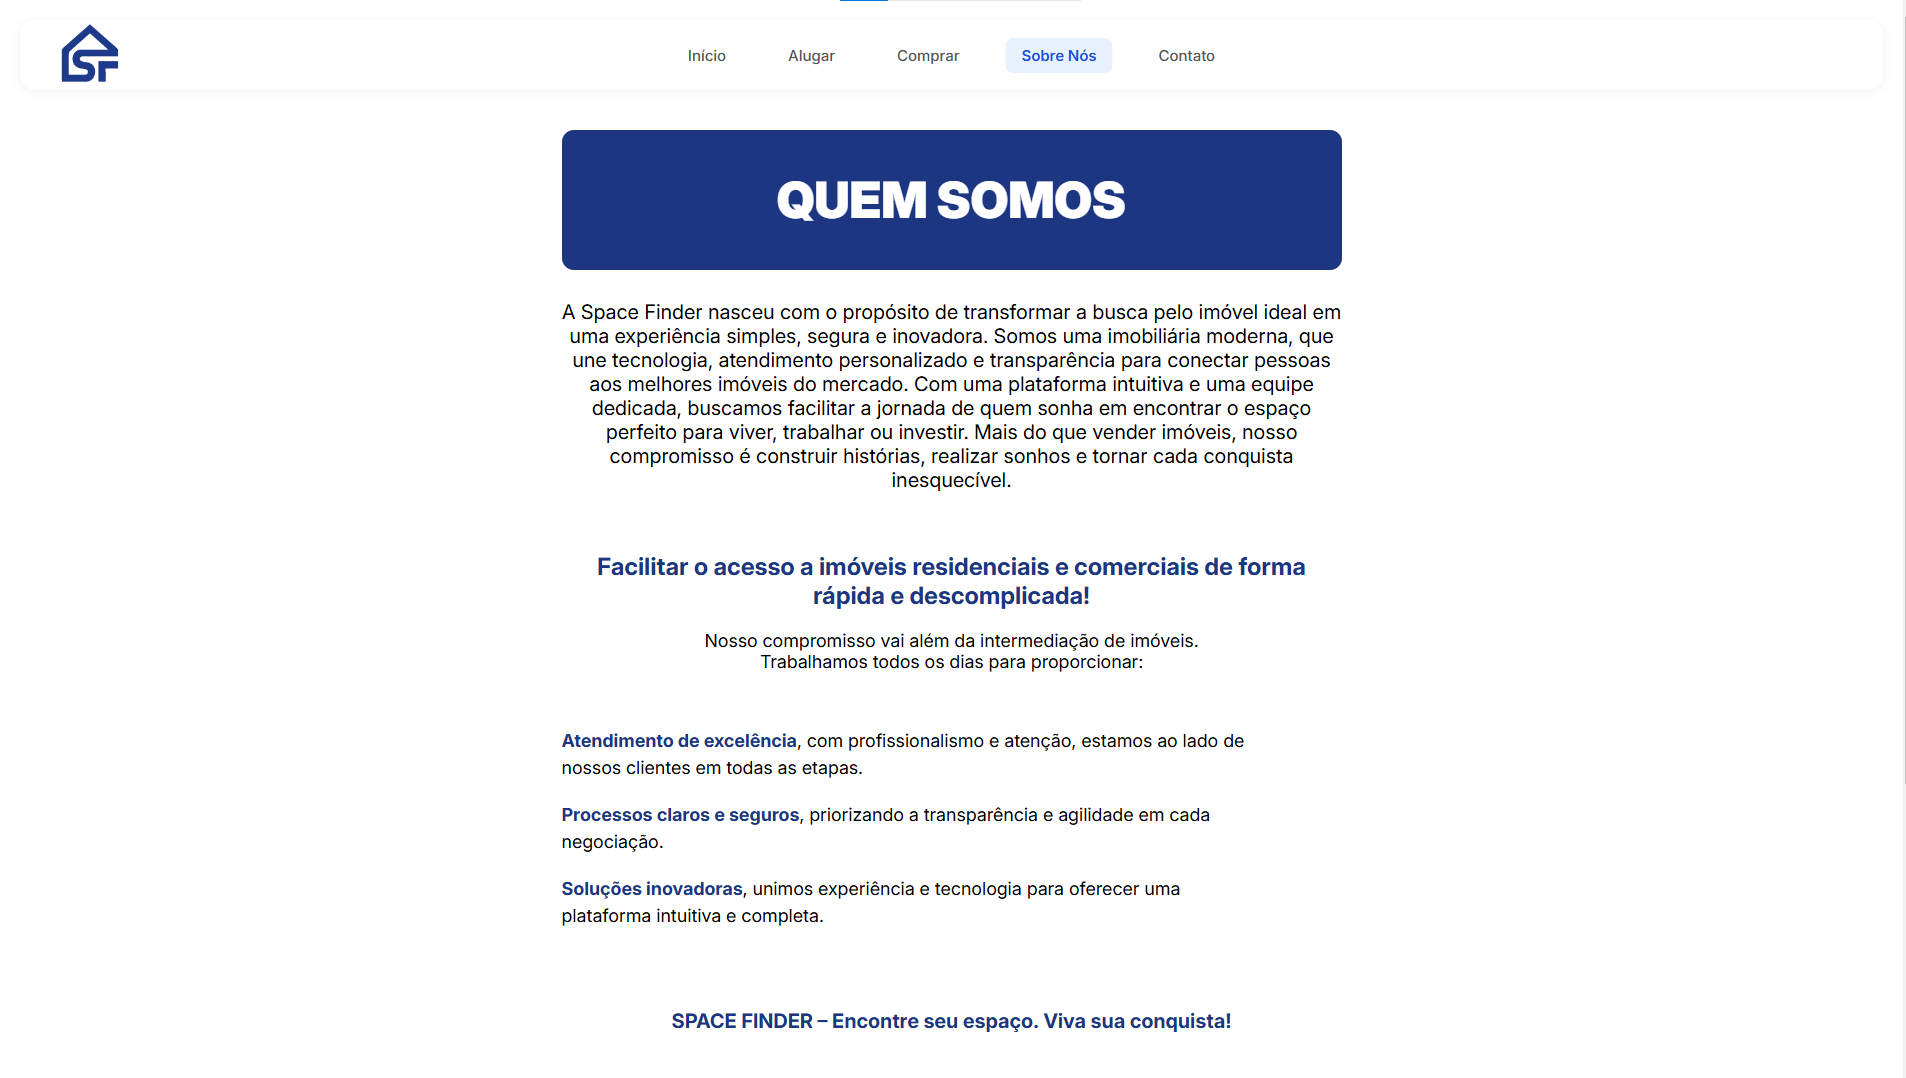 SF
Início
Alugar
Comprar
Sobre Nós
Contato
QUEM SOMOS
A Space Finder nasceu com o propósito de transformar a busca pelo imóvel ideal em
uma experiência simples, segura e inovadora. Somos uma imobiliária moderna, que
une tecnologia, atendimento personalizado e transparência para conectar pessoas
aos melhores imóveis do mercado. Com uma plataforma intuitiva e uma equipe
dedicada, buscamos facilitar a jornada de quem sonha em encontrar o espaço
perfeito para viver, trabalhar ou investir. Mais do que vender imóveis, nosso
compromisso é construir histórias, realizar sonhos e tornar cada conquista
inesquecível.
Facilitar o acesso a imóveis residenciais e comerciais de forma
rápida e descomplicada!
Nosso compromisso vai além da intermediação de imóveis.
Trabalhamos todos os dias para proporcionar:
Atendimento de excelência, com profissionalismo e atenção, estamos ao lado de
nossos clientes em todas as etapas.
Processos claros e seguros, priorizando a transparência e agilidade em cada
negociação.
Soluções inovadoras, unimos experiência e tecnologia para oferecer uma
plataforma intuitiva e completa.
SPACE FINDER – Encontre seu espaço. Viva sua conquista!